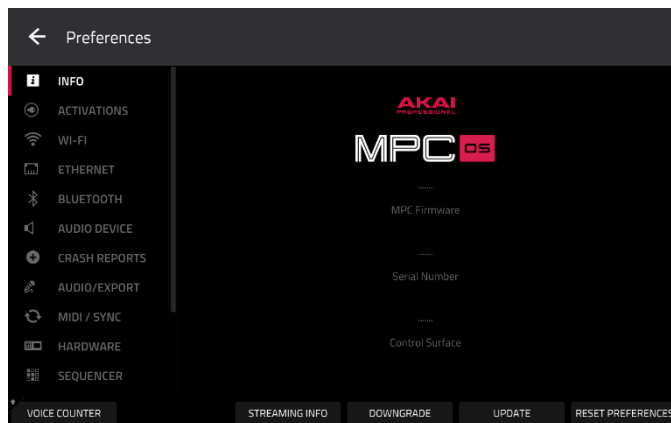 Preferences
INFO
ACTIVATIONS
WI-FI
ETHERNET
BLUETOOTH
AUDIO DEVICE
CRASH REPORTS
AUDIO/EXPORT
MIDI / SYNC
HARDWARE
SEQUENCER
AKAI
PROFESSIONAL
MPC OS
.......
MPC Firmware
.......
Serial Number
.......
Control Surface
VOICE COUNTER
STREAMING INFO
DOWNGRADE
UPDATE
RESET PREFERENCES